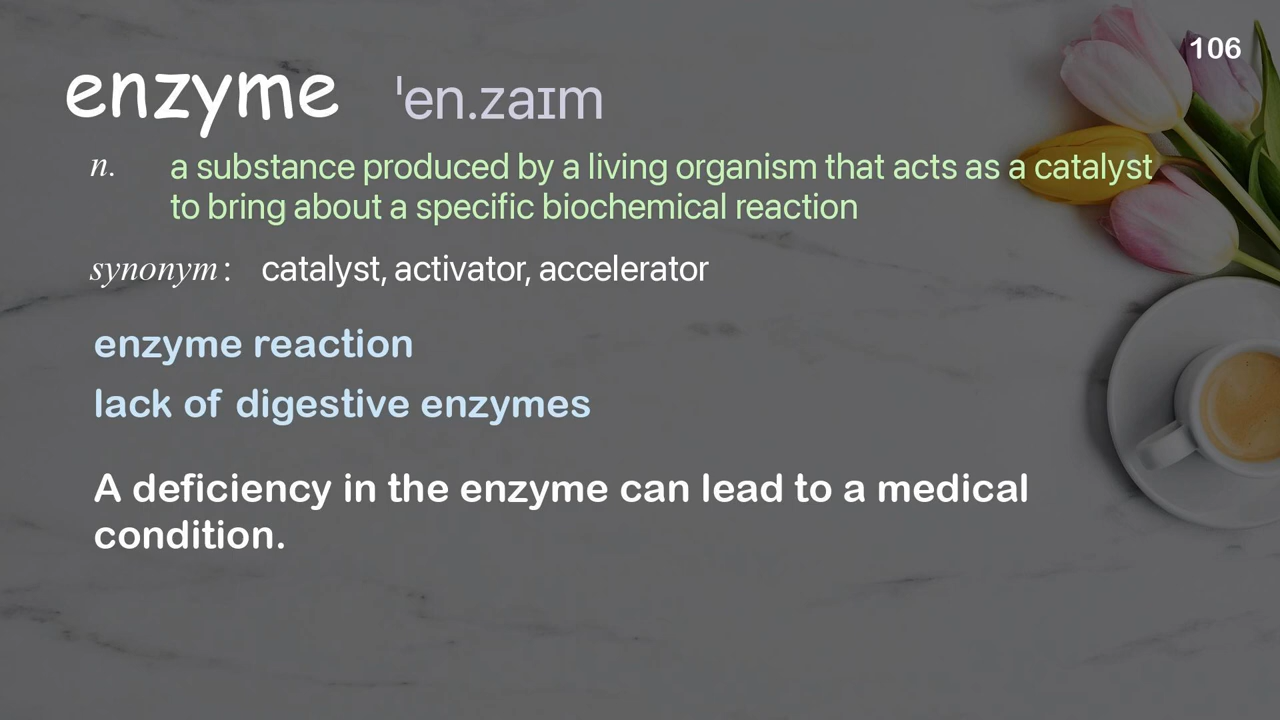 106
enzyme ˈen.zaɪm
n. a substance produced by a living organism that acts as a catalyst
to bring about a specific biochemical reaction
synonym : catalyst, activator, accelerator
enzyme reaction
lack of digestive enzymes
A deficiency in the enzyme can lead to a medical
condition.